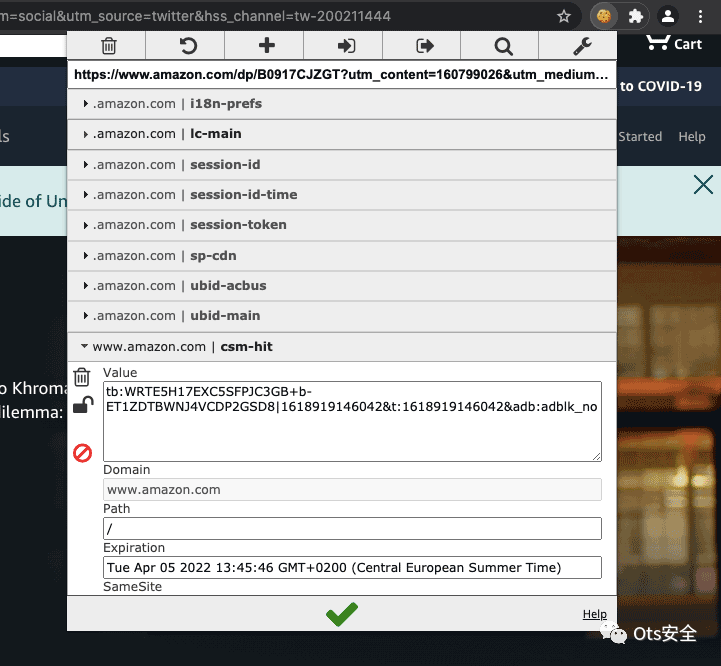 m=social&utm_source=twitter&hss_channel=tw-200211444
Cart
https://www.amazon.com/dp/B0917CJZGT?utm_content=160799026&utm_medium...
to COVID-19
.amazon.com | i18n-prefs
.amazon.com | lc-main
ls
Started Help
.amazon.com | session-id
.amazon.com | session-id-time
ide of Un
.amazon.com | session-token
.amazon.com | sp-cdn
.amazon.com | ubid-acbus
.amazon.com | ubid-main
www.amazon.com | csm-hit
Value
o Khroma
tb:WRTE5H17EXC5SFPJC3GB+b-
ET1ZDTBWNJ4VCDP2GSD8|1618919146042&t:1618919146042&adb:adblk_no
dilemma:
Domain
www.amazon.com
Path
/
Expiration
Tue Apr 05 2022 13:45:46 GMT+0200 (Central European Summer Time)
SameSite
Help
Ots安全